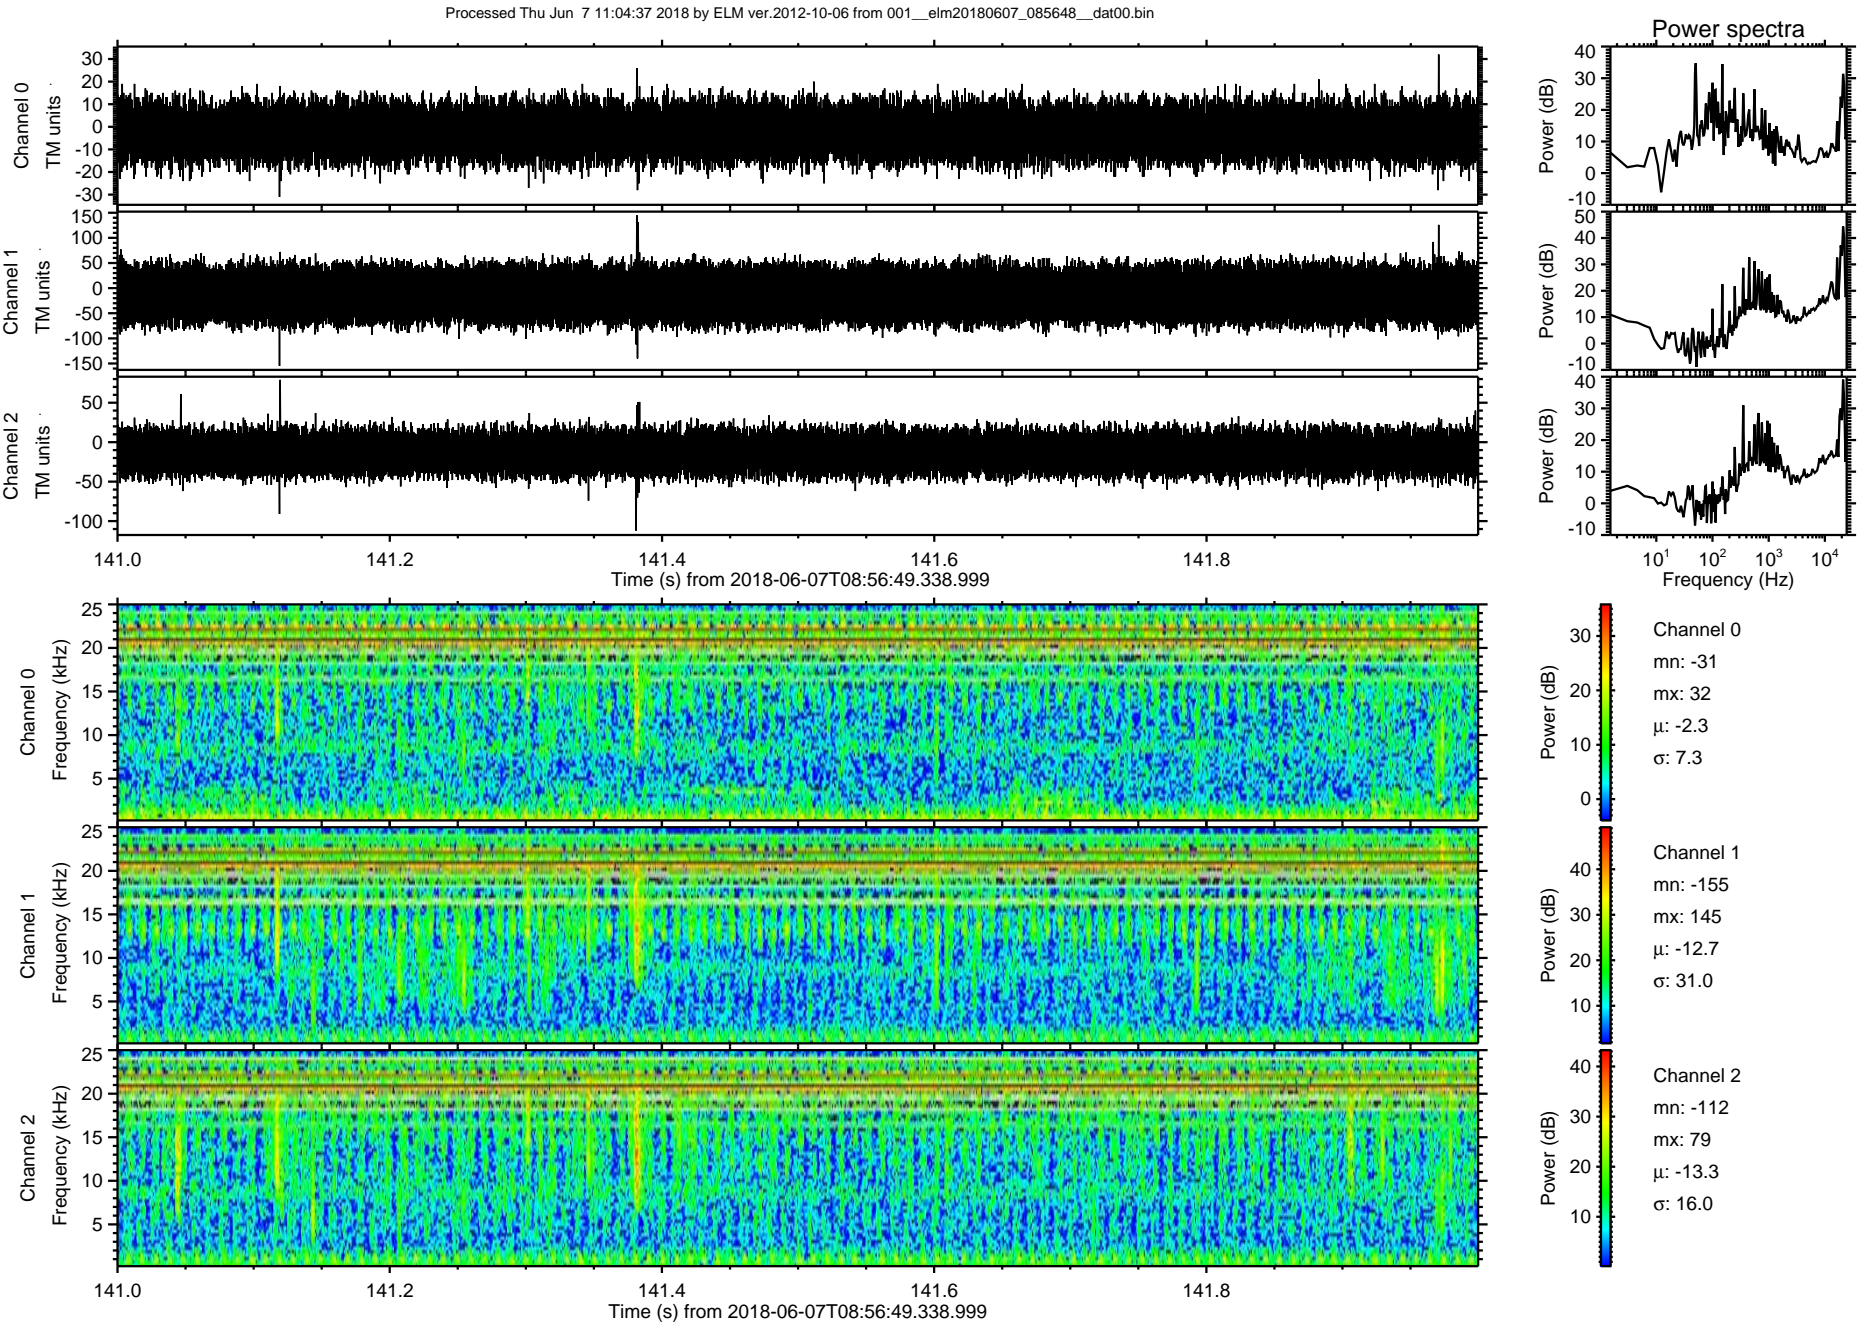 Processed Thu Jun  7 11:04:37 2018 by ELM ver.2012-10-06 from 001__elm20180607_085648__dat00.bin
Power spectra
Channel 0
TM units
30
20
10
0
-10
-20
-30
Power (dB)
40
30
20
10
0
-10
Channel 1
TM units
150
100
50
0
-50
-100
-150
Power (dB)
50
40
30
20
10
0
-10
Channel 2
TM units
50
0
-50
-100
Power (dB)
40
30
20
10
0
-10
141.0 141.2 141.4 141.6 141.8
Time (s) from 2018-06-07T08:56:49.338.999
10¹ 10² 10³ 10⁴
Frequency (Hz)
Channel 0
Frequency (kHz)
25
20
15
10
5
Power (dB)
30
20
10
0
Channel 0
mn: -31
mx: 32
µ: -2.3
σ: 7.3
Channel 1
Frequency (kHz)
25
20
15
10
5
Power (dB)
40
30
20
10
Channel 1
mn: -155
mx: 145
µ: -12.7
σ: 31.0
Channel 2
Frequency (kHz)
25
20
15
10
5
Power (dB)
40
30
20
10
Channel 2
mn: -112
mx: 79
µ: -13.3
σ: 16.0
141.0 141.2 141.4 141.6 141.8
Time (s) from 2018-06-07T08:56:49.338.999